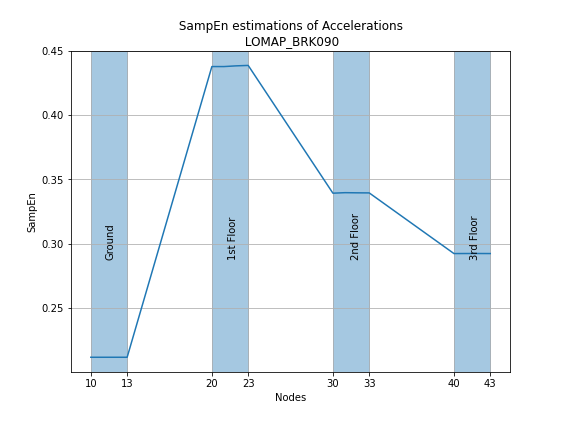 SampEn estimations of Accelerations
LOMAP_BRK090
0.45
0.40
0.35
0.30
0.25
SampEn
Ground
1st Floor
2nd Floor
3rd Floor
10 13 20 23 30 33 40 43
Nodes